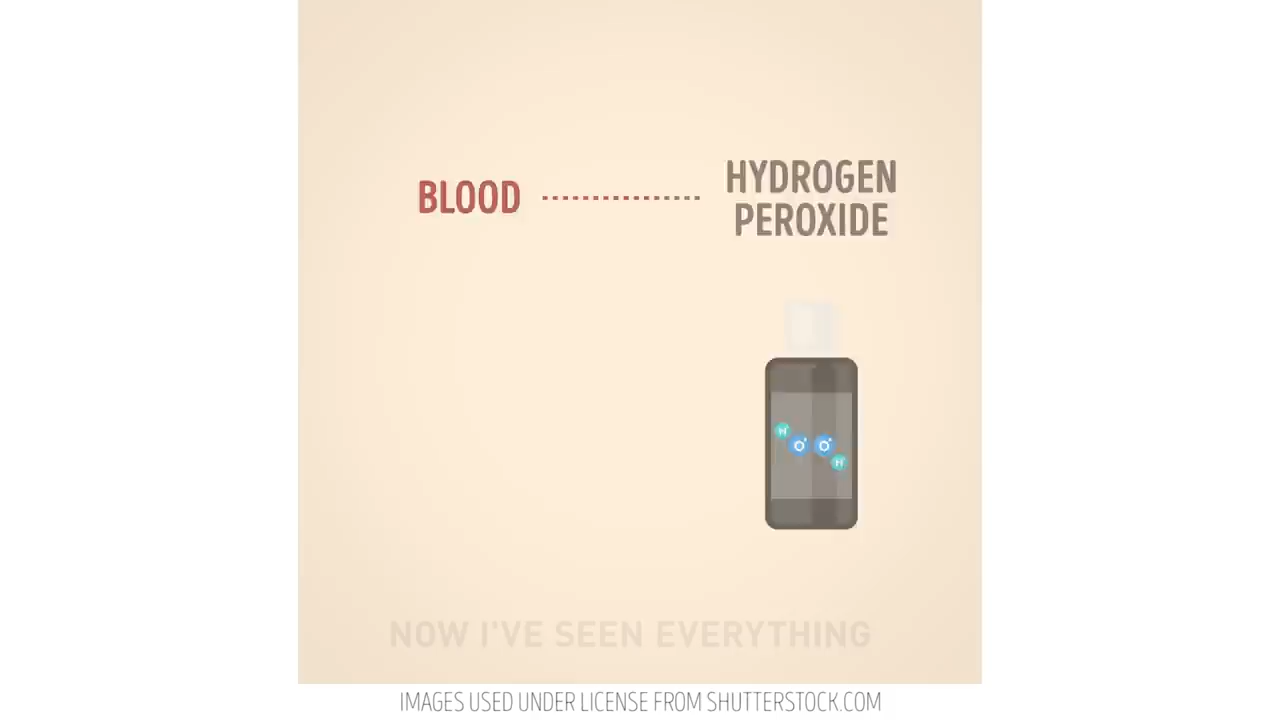 BLOOD
HYDROGEN
PEROXIDE
H
O
O
H
NOW I'VE SEEN EVERYTHING
IMAGES USED UNDER LICENSE FROM SHUTTERSTOCK.COM